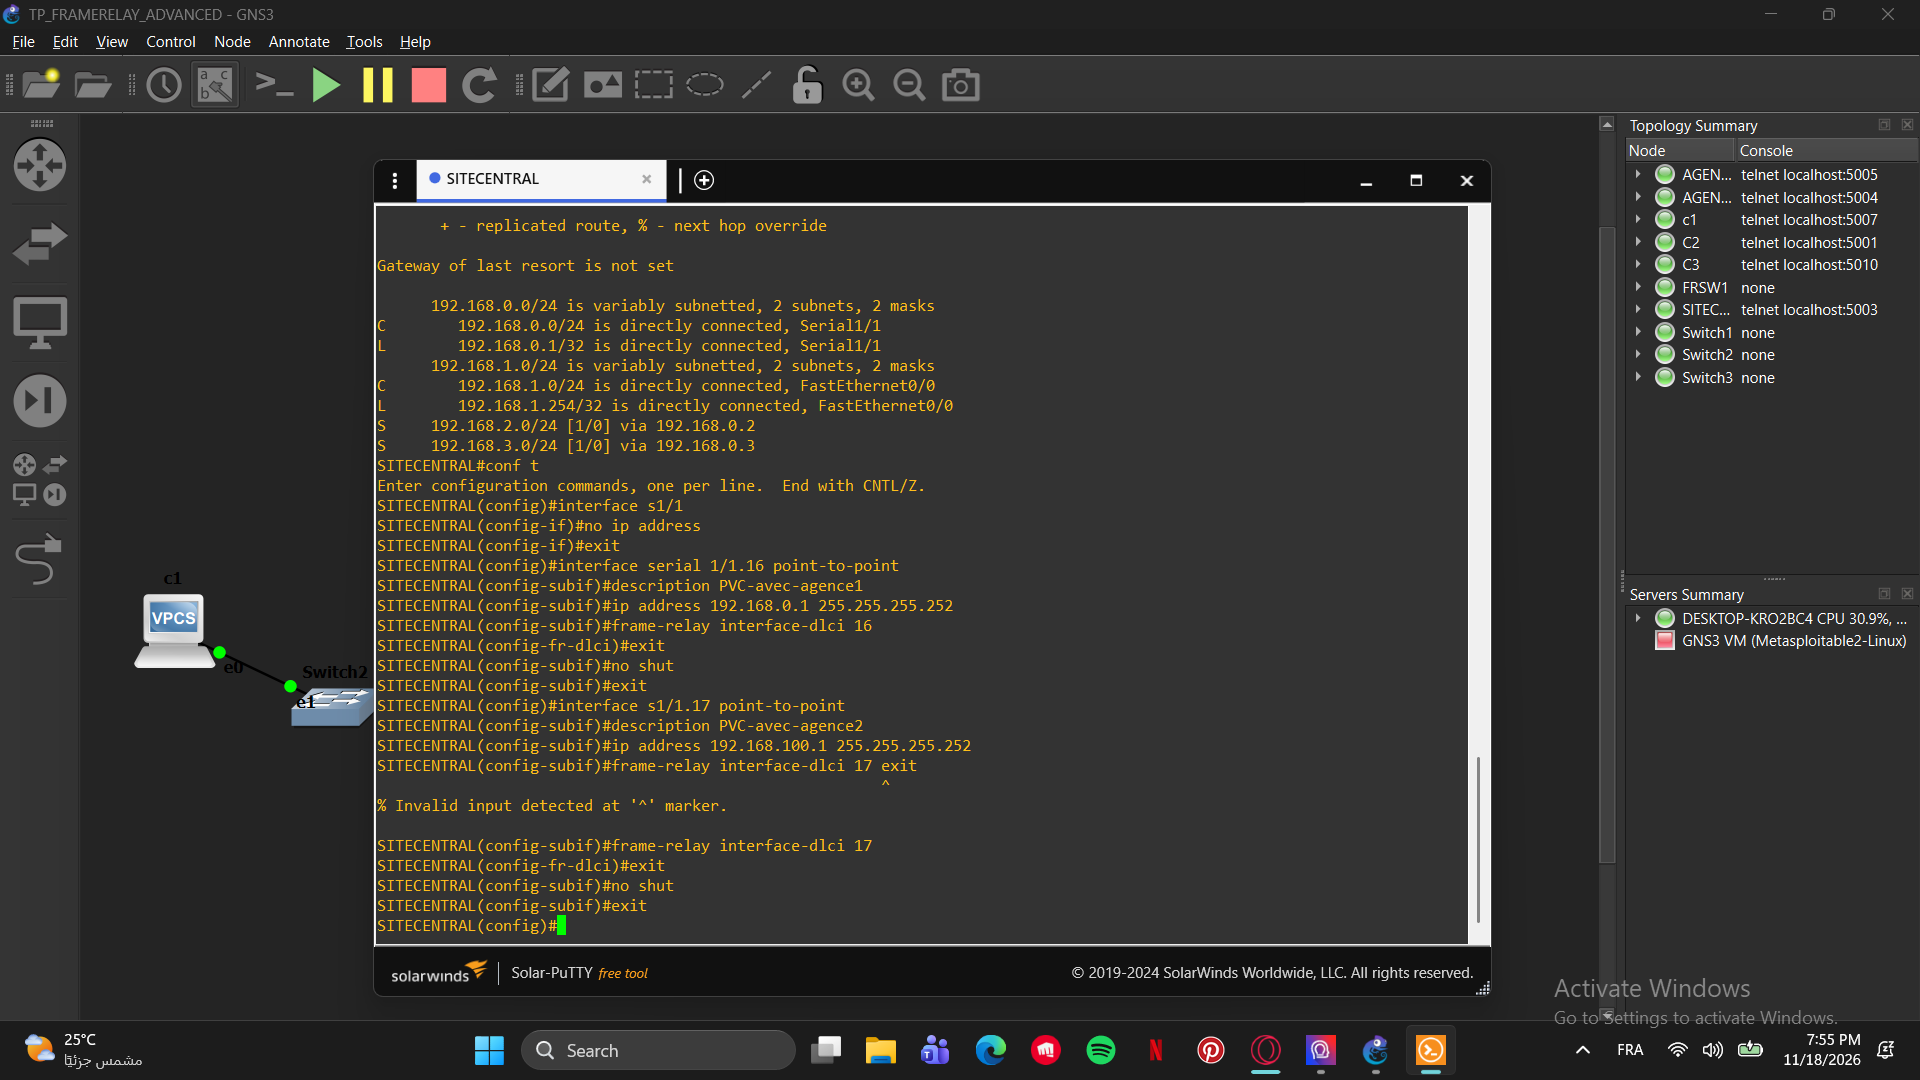 TP_FRAMERELAY_ADVANCED - GNS3
File Edit View Control Node Annotate Tools Help
SITECENTRAL
+ - replicated route, % - next hop override
Gateway of last resort is not set
192.168.0.0/24 is variably subnetted, 2 subnets, 2 masks
C 192.168.0.0/24 is directly connected, Serial1/1
L 192.168.0.1/32 is directly connected, Serial1/1
192.168.1.0/24 is variably subnetted, 2 subnets, 2 masks
C 192.168.1.0/24 is directly connected, FastEthernet0/0
L 192.168.1.254/32 is directly connected, FastEthernet0/0
S 192.168.2.0/24 [1/0] via 192.168.0.2
S 192.168.3.0/24 [1/0] via 192.168.0.3
SITECENTRAL#conf t
Enter configuration commands, one per line.  End with CNTL/Z.
SITECENTRAL(config)#interface s1/1
SITECENTRAL(config-if)#no ip address
SITECENTRAL(config-if)#exit
SITECENTRAL(config)#interface serial 1/1.16 point-to-point
SITECENTRAL(config-subif)#description PVC-avec-agence1
SITECENTRAL(config-subif)#ip address 192.168.0.1 255.255.255.252
SITECENTRAL(config-subif)#frame-relay interface-dlci 16
SITECENTRAL(config-fr-dlci)#exit
SITECENTRAL(config-subif)#no shut
SITECENTRAL(config-subif)#exit
SITECENTRAL(config)#interface s1/1.17 point-to-point
SITECENTRAL(config-subif)#description PVC-avec-agence2
SITECENTRAL(config-subif)#ip address 192.168.100.1 255.255.255.252
SITECENTRAL(config-subif)#frame-relay interface-dlci 17 exit
^
% Invalid input detected at '^' marker.
SITECENTRAL(config-subif)#frame-relay interface-dlci 17
SITECENTRAL(config-fr-dlci)#exit
SITECENTRAL(config-subif)#no shut
SITECENTRAL(config-subif)#exit
SITECENTRAL(config)#
solarwinds Solar-PuTTY free tool © 2019-2024 SolarWinds Worldwide, LLC. All rights reserved.
c1
VPCS
e0
Switch2
e1
Topology Summary
Node Console
AGEN... telnet localhost:5005
AGEN... telnet localhost:5004
c1 telnet localhost:5007
C2 telnet localhost:5001
C3 telnet localhost:5010
FRSW1 none
SITEC... telnet localhost:5003
Switch1 none
Switch2 none
Switch3 none
Servers Summary
DESKTOP-KRO2BC4 CPU 30.9%, ...
GNS3 VM (Metasploitable2-Linux)
Activate Windows
Go to Settings to activate Windows.
25°C
مشمس جزئيًا
Search
FRA
7:55 PM
11/18/2026